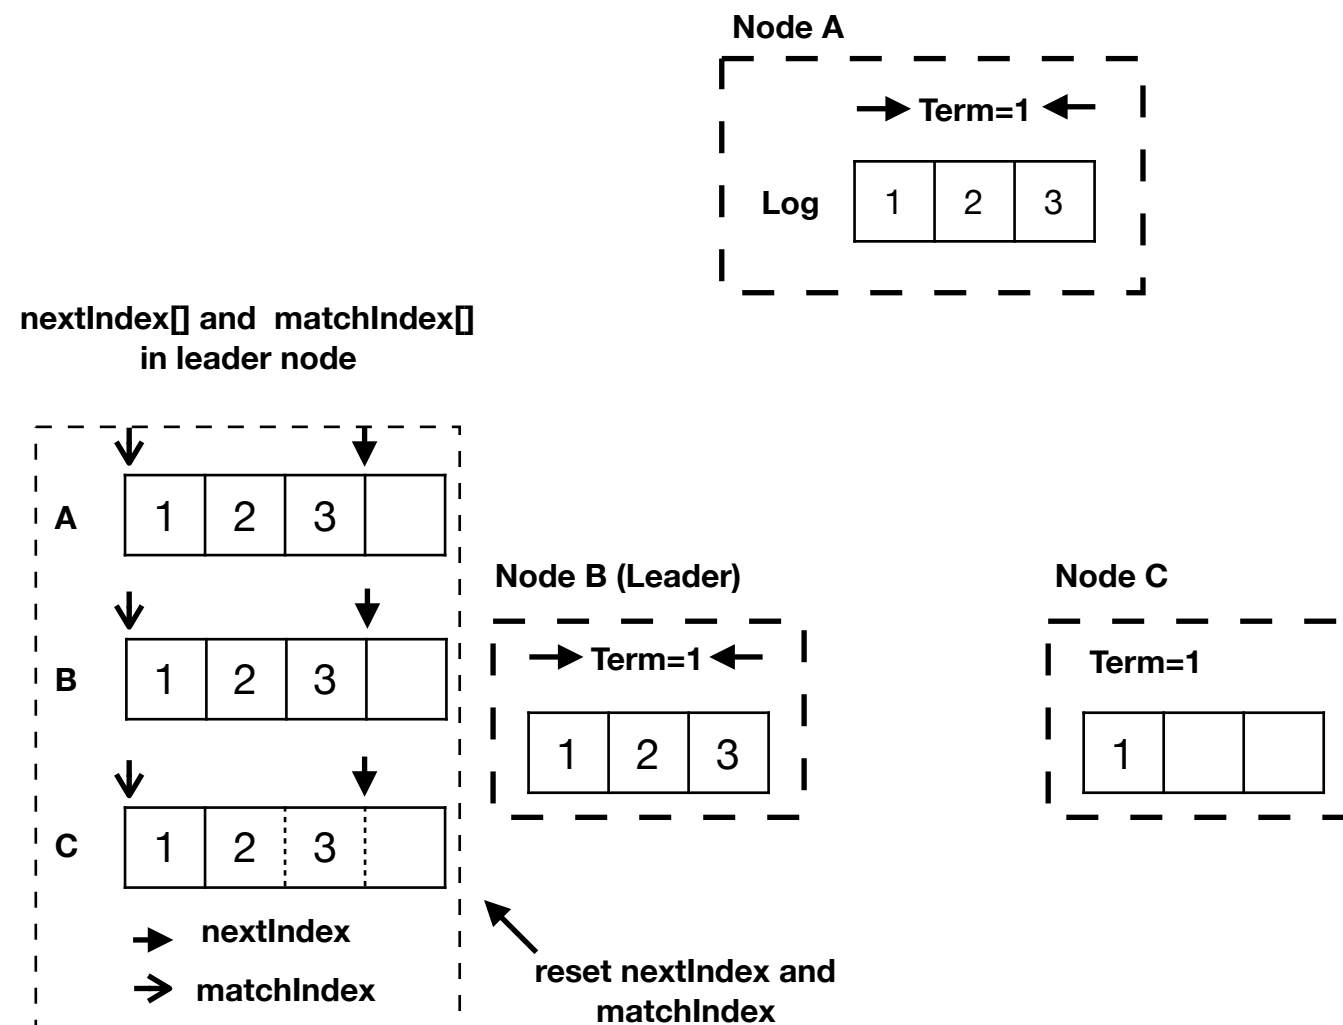 Node A
Term=1
Log 1 2 3
nextIndex[] and matchIndex[]
in leader node
A 1 2 3
B 1 2 3
C 1 2 3
nextIndex
matchIndex
Node B (Leader)
Term=1
1 2 3
Node C
Term=1
1
reset nextIndex and
matchIndex